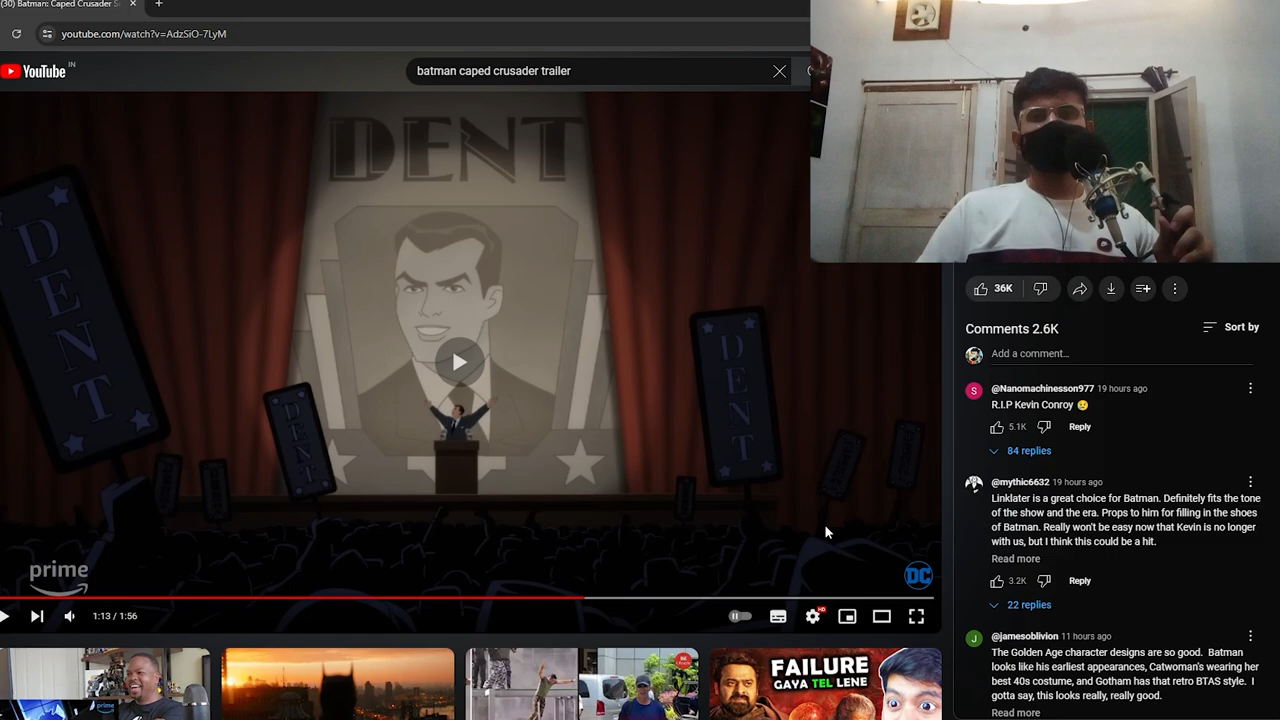 (30) Batman: Caped Crusader S
youtube.com/watch?v=AdzSiO-7LyM
YouTube IN
batman caped crusader trailer
DENT
DENT
DENT
DENT
prime
DC
1:13 / 1:56
HD
36K
Comments 2.6K
Sort by
Add a comment...
S
@Nanomachinesson977 19 hours ago
R.I.P Kevin Conroy 😢
5.1K
Reply
84 replies
@mythic6632 19 hours ago
Linklater is a great choice for Batman. Definitely fits the tone
of the show and the era. Props to him for filling in the shoes
of Batman. Really won't be easy now that Kevin is no longer
with us, but I think this could be a hit.
Read more
3.2K
Reply
22 replies
J
@jamesoblivion 11 hours ago
The Golden Age character designs are so good. Batman
looks like his earliest appearances, Catwoman's wearing her
best 40s costume, and Gotham has that retro BTAS style. I
gotta say, this looks really, really good.
Read more
prime
FAILURE
GAYA TEL LENE